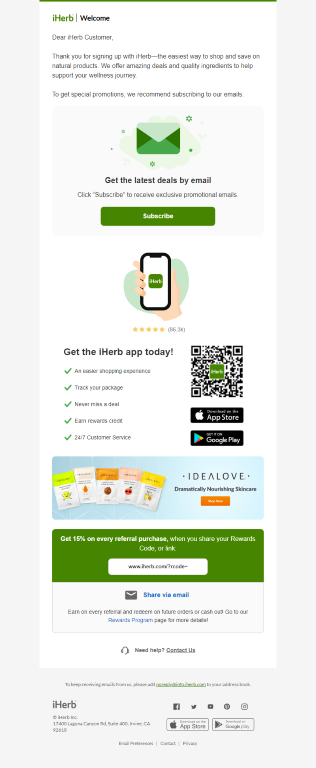 iHerb | Welcome
Dear iHerb Customer,
Thank you for signing up with iHerb—the easiest way to shop and save on
natural products. We offer amazing deals and quality ingredients to help
support your wellness journey.
To get special promotions, we recommend subscribing to our emails.
Get the latest deals by email
Click "Subscribe" to receive exclusive promotional emails.
Subscribe
iHerb
(86.3k)
Get the iHerb app today!
An easier shopping experience
Track your package
Never miss a deal
Earn rewards credit
24/7 Customer Service
iHerb
Download on the
App Store
GET IT ON
Google Play
·IDEALOVE·
Dramatically Nourishing Skincare
Shop Now
Get 15% on every referral purchase, when you share your Rewards
Code, or link:
www.iherb.com/?rcode=
Share via email
Earn on every referral and redeem on future orders or cash out! Go to our
Rewards Program page for more details!
Need help? Contact Us
To keep receiving emails from us, please add noreply@info.iherb.com to your address book.
iHerb
© iHerb Inc.
17400 Laguna Canyon Rd, Suite 400, Irvine, CA
92618
Download on the
App Store
Google play
Email Preferences | Contact | Privacy